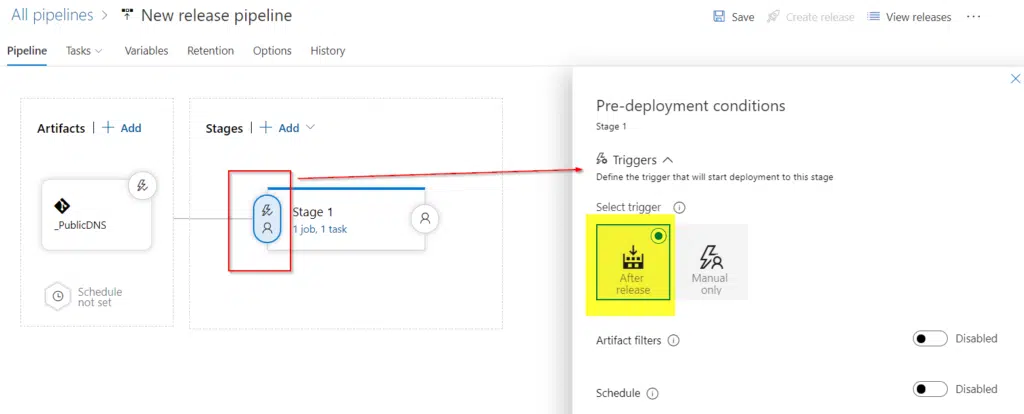 All pipelines > New release pipeline
Save Create release View releases ...
Pipeline Tasks Variables Retention Options History
Artifacts | + Add
Stages | + Add
_PublicDNS
Schedule
not set
Stage 1
1 job, 1 task
Pre-deployment conditions
Stage 1
Triggers
Define the trigger that will start deployment to this stage
Select trigger
After
release
Manual
only
Artifact filters Disabled
Schedule Disabled